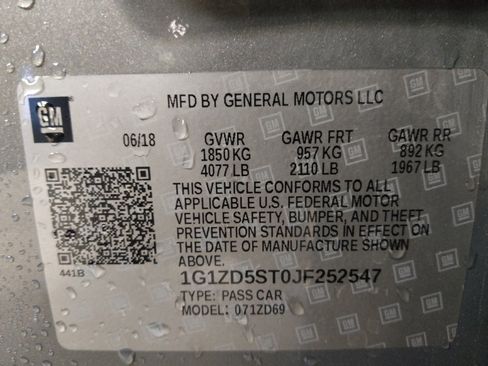 GM
MFD BY GENERAL MOTORS LLC
06/18 GVWR GAWR FRT GAWR RR
1850 KG 957 KG 892 KG
4077 LB 2110 LB 1967 LB
THIS VEHICLE CONFORMS TO ALL
APPLICABLE U.S. FEDERAL MOTOR
VEHICLE SAFETY, BUMPER, AND THEFT
PREVENTION STANDARDS IN EFFECT ON
THE DATE OF MANUFACTURE SHOWN
ABOVE.
441B
1G1ZD5ST0JF252547
TYPE: PASS CAR
MODEL: 071ZD69